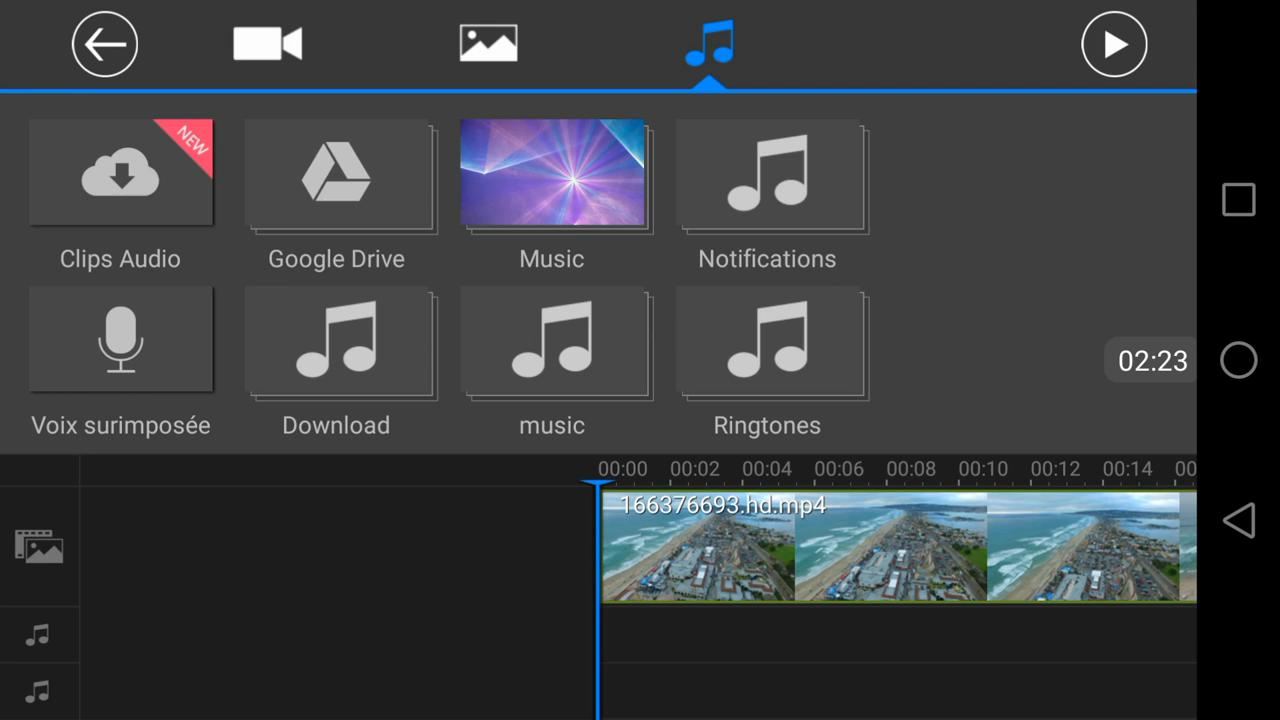 NEW
Clips Audio
Google Drive
Music
Notifications
Voix surimposée
Download
music
Ringtones
02:23
00:00 00:02 00:04 00:06 00:08 00:10 00:12 00:14 00
166376693.hd.mp4